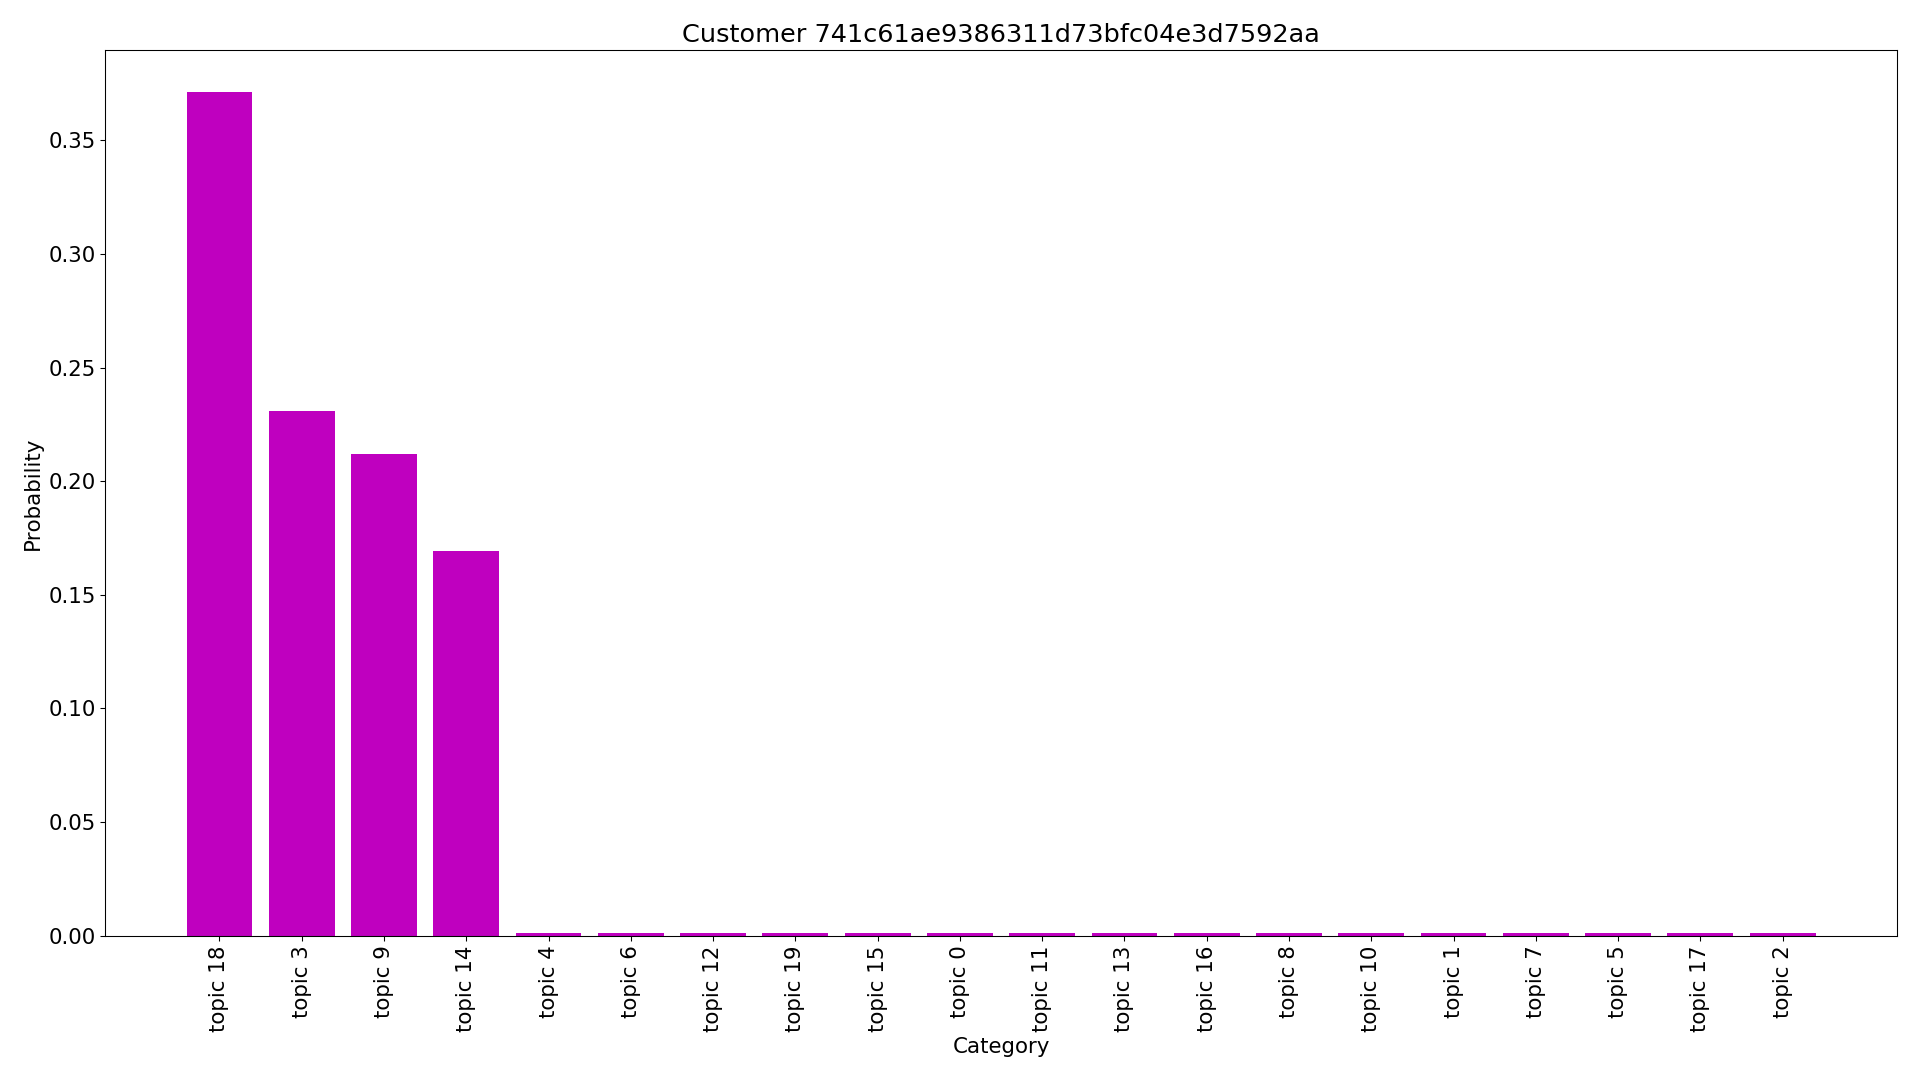 Customer 741c61ae9386311d73bfc04e3d7592aa
Probability
0.35
0.30
0.25
0.20
0.15
0.10
0.05
0.00
topic 18
topic 3
topic 9
topic 14
topic 4
topic 6
topic 12
topic 19
topic 15
topic 0
topic 11
topic 13
topic 16
topic 8
topic 10
topic 1
topic 7
topic 5
topic 17
topic 2
Category